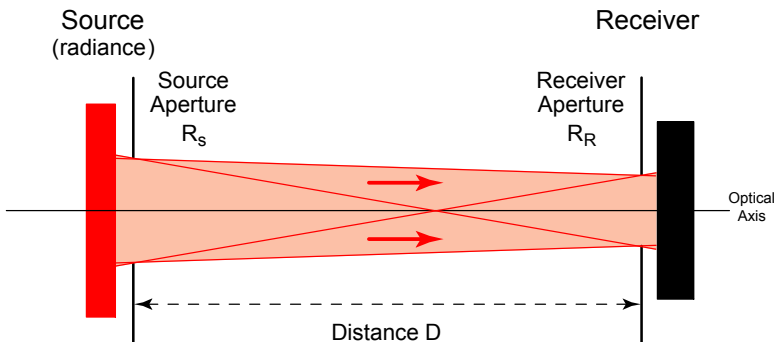 Source
(radiance)
Receiver
Source
Aperture
Rs
Receiver
Aperture
RR
Optical
Axis
Distance D